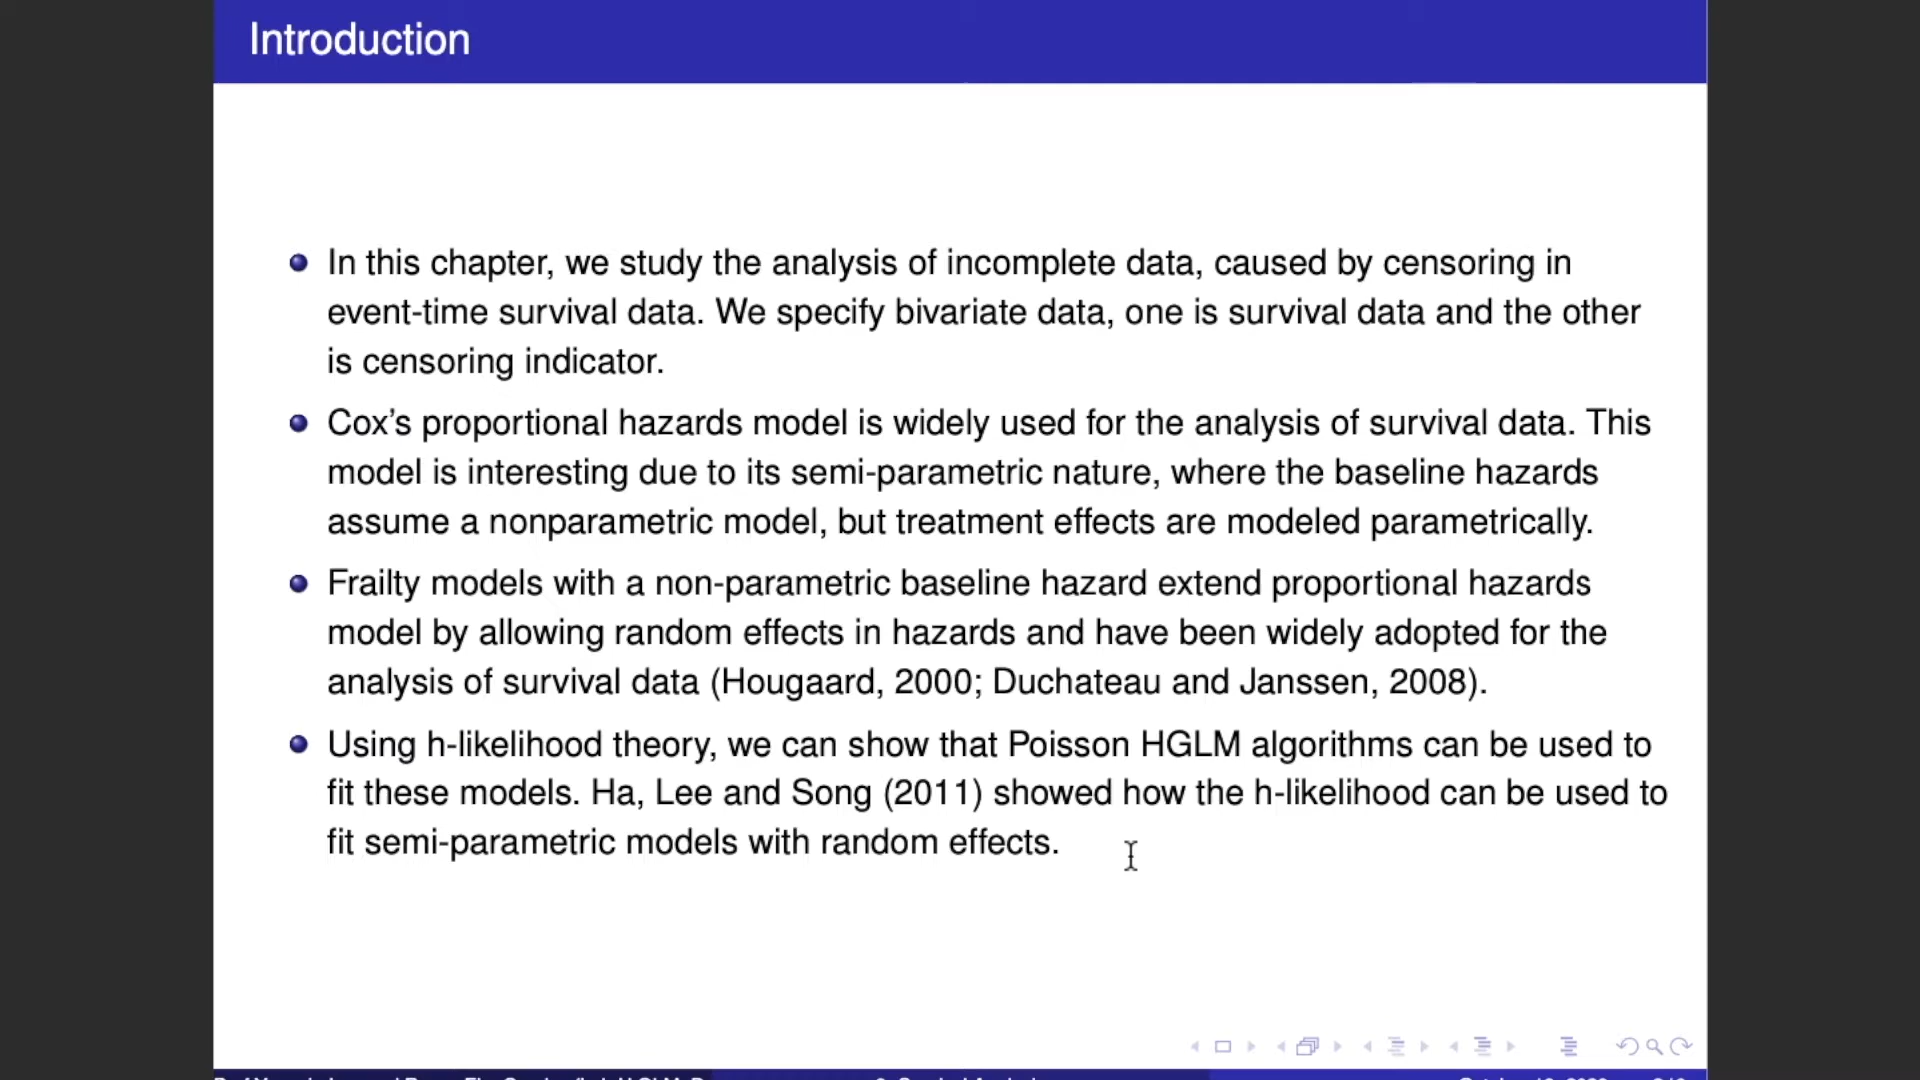 Introduction
In this chapter, we study the analysis of incomplete data, caused by censoring in
event-time survival data. We specify bivariate data, one is survival data and the other
is censoring indicator.
Cox's proportional hazards model is widely used for the analysis of survival data. This
model is interesting due to its semi-parametric nature, where the baseline hazards
assume a nonparametric model, but treatment effects are modeled parametrically.
Frailty models with a non-parametric baseline hazard extend proportional hazards
model by allowing random effects in hazards and have been widely adopted for the
analysis of survival data (Hougaard, 2000; Duchateau and Janssen, 2008).
Using h-likelihood theory, we can show that Poisson HGLM algorithms can be used to
fit these models. Ha, Lee and Song (2011) showed how the h-likelihood can be used to
fit semi-parametric models with random effects.